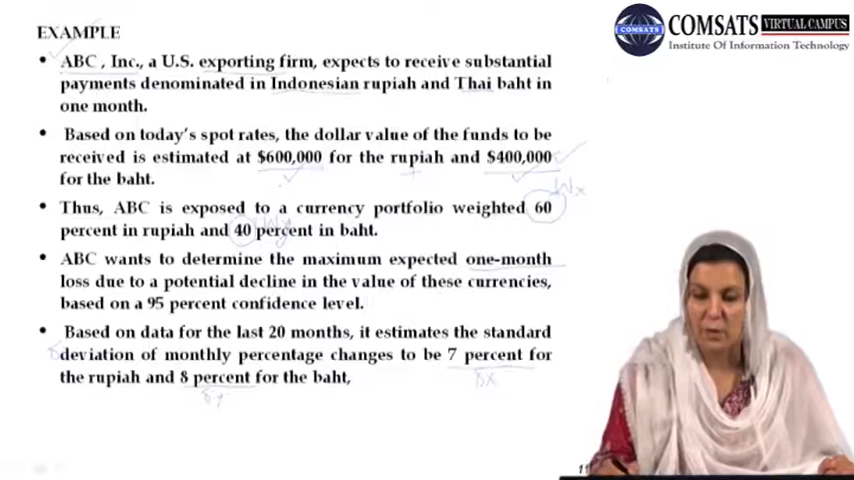 EXAMPLE
• ABC , Inc., a U.S. exporting firm, expects to receive substantial
payments denominated in Indonesian rupiah and Thai baht in
one month.
• Based on today's spot rates, the dollar value of the funds to be
received is estimated at $600,000 for the rupiah and $400,000
for the baht.
Wx
• Thus, ABC is exposed to a currency portfolio weighted 60
percent in rupiah and 40 percent in baht.
• ABC wants to determine the maximum expected one-month
loss due to a potential decline in the value of these currencies,
based on a 95 percent confidence level.
• Based on data for the last 20 months, it estimates the standard
deviation of monthly percentage changes to be 7 percent for
the rupiah and 8 percent for the baht,
11
COMSATS VIRTUAL CAMPUS
Institute Of Information Technology